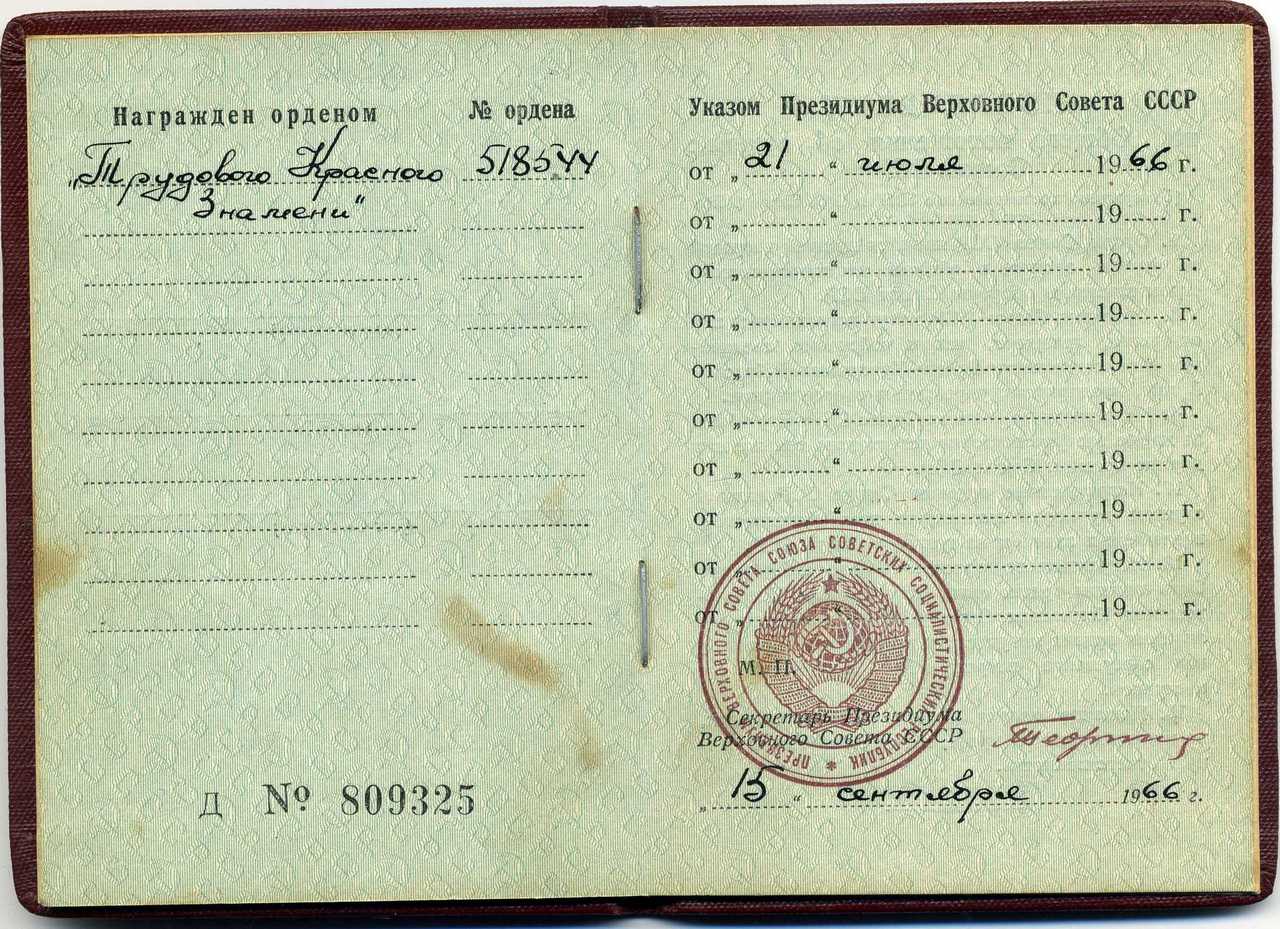 Награжден орденом № ордена
„Трудового Красного 518544
Знамени“
Д № 809325
Указом Президиума Верховного Совета СССР
от „21“ июля 1966 г.
от „ “ 19 г.
от „ “ 19 г.
от „ “ 19 г.
от „ “ 19 г.
от „ “ 19 г.
от „ “ 19 г.
от „ “ 19 г.
от „ “ 19 г.
от „ “ 19 г.
ПРЕЗИДИУМ ВЕРХОВНОГО СОВЕТА СОЮЗА СОВЕТСКИХ СОЦИАЛИСТИЧЕСКИХ РЕСПУБЛИК *
М. П.
Секретарь Президиума
Верховного Совета СССР
„15“ сентября 1966 г.